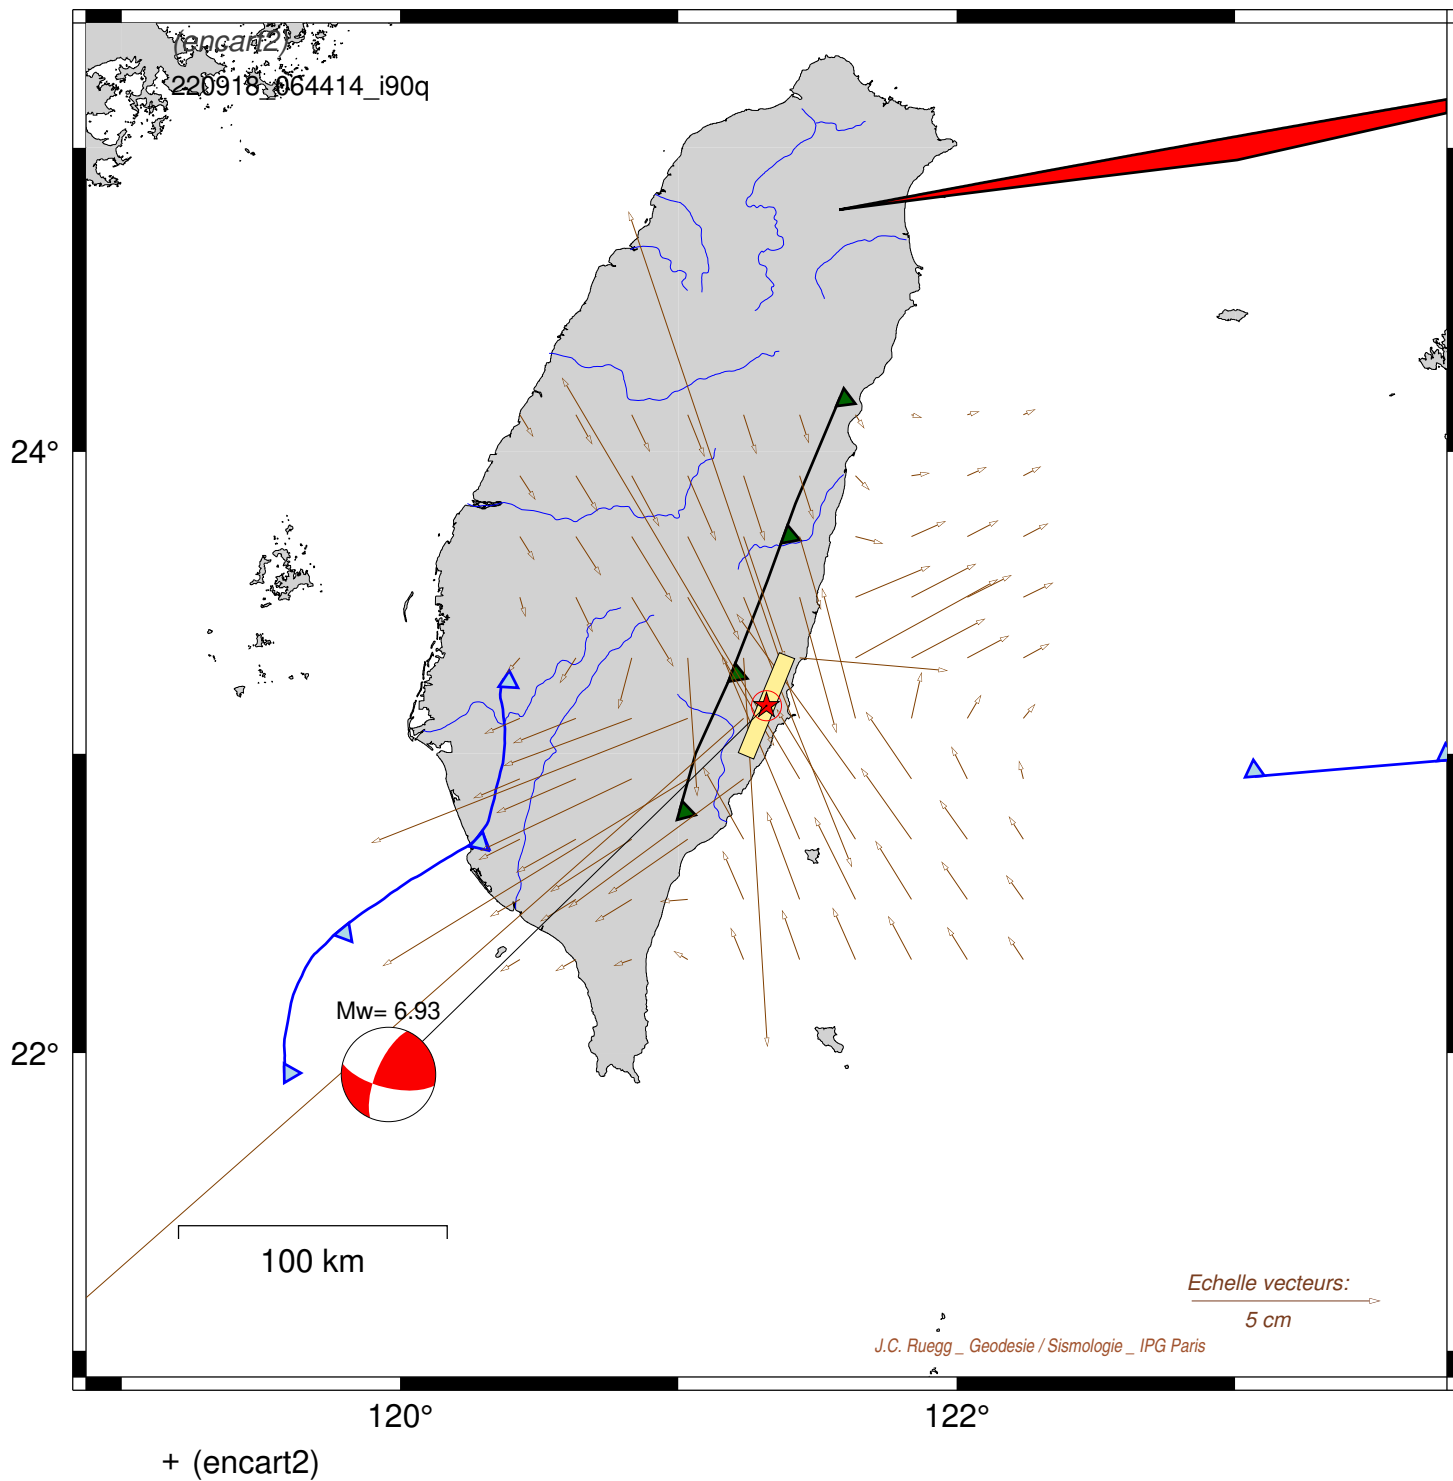 (encart2)
220918_064414_i90q
24°
22°
Mw= 6.93
100 km
Echelle vecteurs:
5 cm
J.C. Ruegg _ Geodesie / Sismologie _ IPG Paris
120°
122°
+ (encart2)